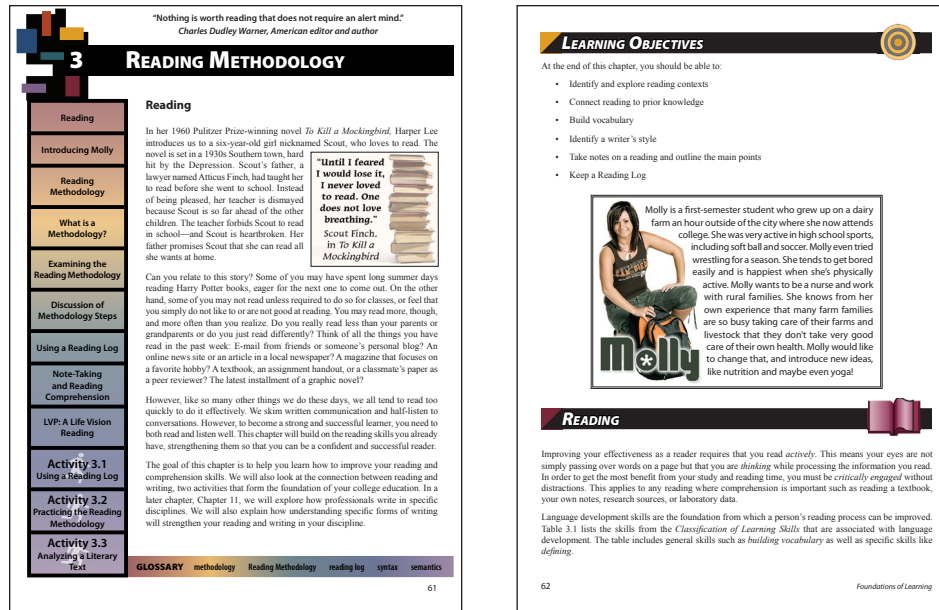 "Nothing is worth reading that does not require an alert mind."
Charles Dudley Warner, American editor and author
3 READING METHODOLOGY
Reading
Introducing Molly
Reading
Methodology
What is a
Methodology?
Examining the
Reading Methodology
Discussion of
Methodology Steps
Using a Reading Log
Note-Taking
and Reading
Comprehension
LVP: A Life Vision
Reading
Activity 3.1
Using a Reading Log
Activity 3.2
Practicing the Reading
Methodology
Activity 3.3
Analyzing a Literary
Text
Reading
In her 1960 Pulitzer Prize-winning novel To Kill a Mockingbird, Harper Lee
introduces us to a six-year-old girl nicknamed Scout, who loves to read. The
novel is set in a 1930s Southern town, hard
hit by the Depression. Scout's father, a
lawyer named Atticus Finch, had taught her
to read before she went to school. Instead
of being pleased, her teacher is dismayed
because Scout is so far ahead of the other
children. The teacher forbids Scout to read
in school—and Scout is heartbroken. Her
father promises Scout that she can read all
she wants at home.
"Until I feared
I would lose it,
I never loved
to read. One
does not love
breathing."
Scout Finch,
in To Kill a
Mockingbird
Can you relate to this story? Some of you may have spent long summer days
reading Harry Potter books, eager for the next one to come out. On the other
hand, some of you may not read unless required to do so for classes, or feel that
you simply do not like to or are not good at reading. You may read more, though,
and more often than you realize. Do you really read less than your parents or
grandparents or do you just read differently? Think of all the things you have
read in the past week: E-mail from friends or someone's personal blog? An
online news site or an article in a local newspaper? A magazine that focuses on
a favorite hobby? A textbook, an assignment handout, or a classmate's paper as
a peer reviewer? The latest installment of a graphic novel?
However, like so many other things we do these days, we all tend to read too
quickly to do it effectively. We skim written communication and half-listen to
conversations. However, to become a strong and successful learner, you need to
both read and listen well. This chapter will build on the reading skills you already
have, strengthening them so that you can be a confident and successful reader.
The goal of this chapter is to help you learn how to improve your reading and
comprehension skills. We will also look at the connection between reading and
writing, two activities that form the foundation of your college education. In a
later chapter, Chapter 11, we will explore how professionals write in specific
disciplines. We will also explain how understanding specific forms of writing
will strengthen your reading and writing in your discipline.
GLOSSARY methodology Reading Methodology reading log syntax semantics
61
LEARNING OBJECTIVES
At the end of this chapter, you should be able to:
• Identify and explore reading contexts
• Connect reading to prior knowledge
• Build vocabulary
• Identify a writer's style
• Take notes on a reading and outline the main points
• Keep a Reading Log
Molly is a first-semester student who grew up on a dairy
farm an hour outside of the city where she now attends
college. She was very active in high school sports,
including soft ball and soccer. Molly even tried
wrestling for a season. She tends to get bored
easily and is happiest when she's physically
active. Molly wants to be a nurse and work
with rural families. She knows from her
own experience that many farm families
are so busy taking care of their farms and
livestock that they don't take very good
care of their own health. Molly would like
to change that, and introduce new ideas,
like nutrition and maybe even yoga!
Molly
READING
Improving your effectiveness as a reader requires that you read actively. This means your eyes are not
simply passing over words on a page but that you are thinking while processing the information you read.
In order to get the most benefit from your study and reading time, you must be critically engaged without
distractions. This applies to any reading where comprehension is important such as reading a textbook,
your own notes, research sources, or laboratory data.
Language development skills are the foundation from which a person's reading process can be improved.
Table 3.1 lists the skills from the Classification of Learning Skills that are associated with language
development. The table includes general skills such as building vocabulary as well as specific skills like
defining.
62
Foundations of Learning